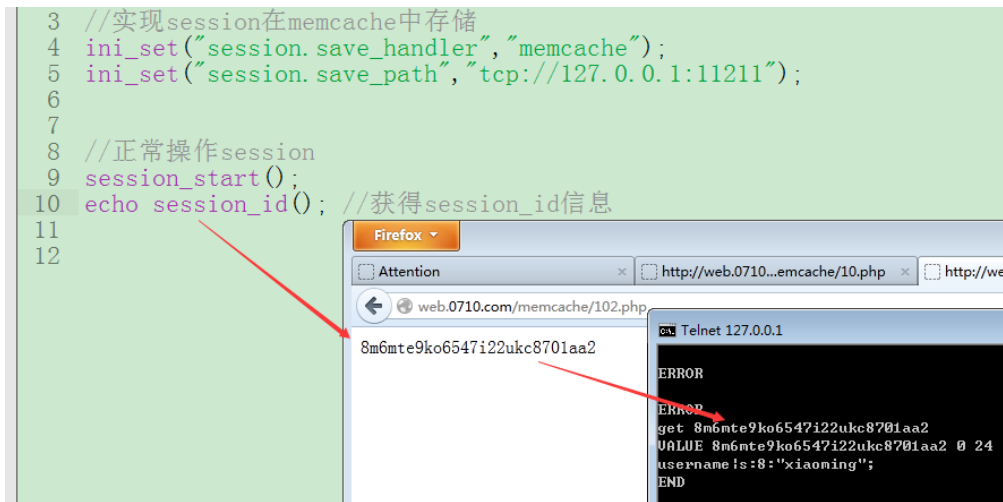 3 //实现session在memcache中存储
4 ini_set("session.save_handler","memcache");
5 ini_set("session.save_path","tcp://127.0.0.1:11211");
6
7
8 //正常操作session
9 session_start();
10 echo session_id(); //获得session_id信息
11
12
Firefox
Attention
http://web.0710...emcache/10.php
http://we
web.0710.com/memcache/102.php
8m6mte9ko6547i22ukc8701aa2
Telnet 127.0.0.1
ERROR
ERROR
get 8m6mte9ko6547i22ukc8701aa2
VALUE 8m6mte9ko6547i22ukc8701aa2 0 24
username|s:8:"xiaoming";
END